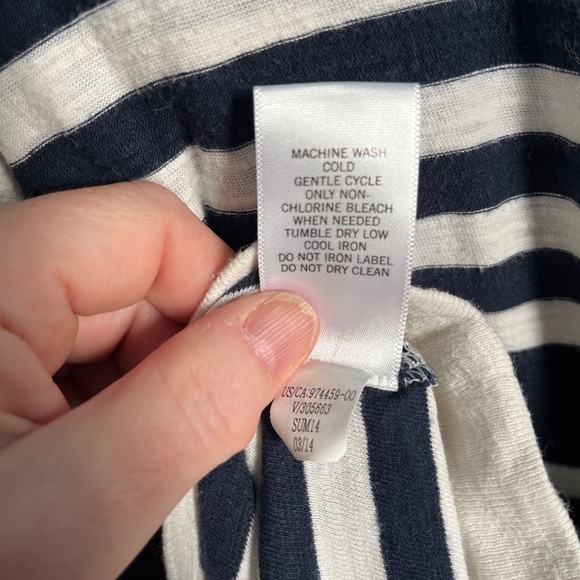 MACHINE WASH
COLD
GENTLE CYCLE
ONLY NON-
CHLORINE BLEACH
WHEN NEEDED
TUMBLE DRY LOW
COOL IRON
DO NOT IRON LABEL
DO NOT DRY CLEAN
US/CA:974459-00
V/305663
SUM14
03/14